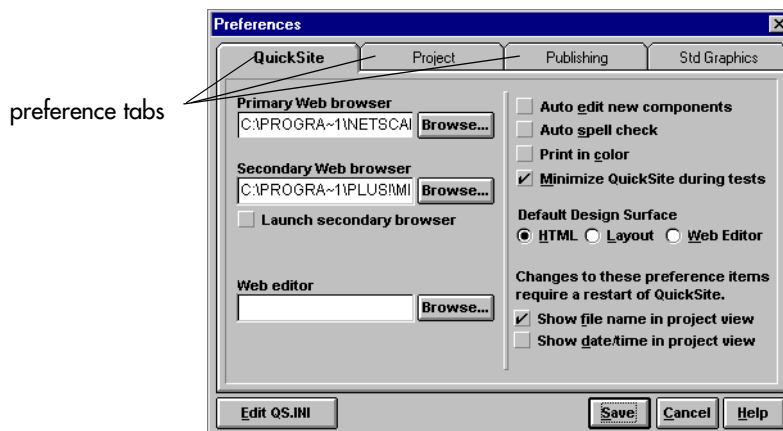 Preferences
QuickSite Project Publishing Std Graphics
preference tabs
Primary Web browser
C:\PROGRA~1\NETSCAI Browse...
Secondary Web browser
C:\PROGRA~1\PLUS!\MI Browse...
Launch secondary browser
Web editor
Browse...
Auto edit new components
Auto spell check
Print in color
Minimize QuickSite during tests
Default Design Surface
HTML Layout Web Editor
Changes to these preference items
require a restart of QuickSite.
Show file name in project view
Show date/time in project view
Edit QS.INI Save Cancel Help